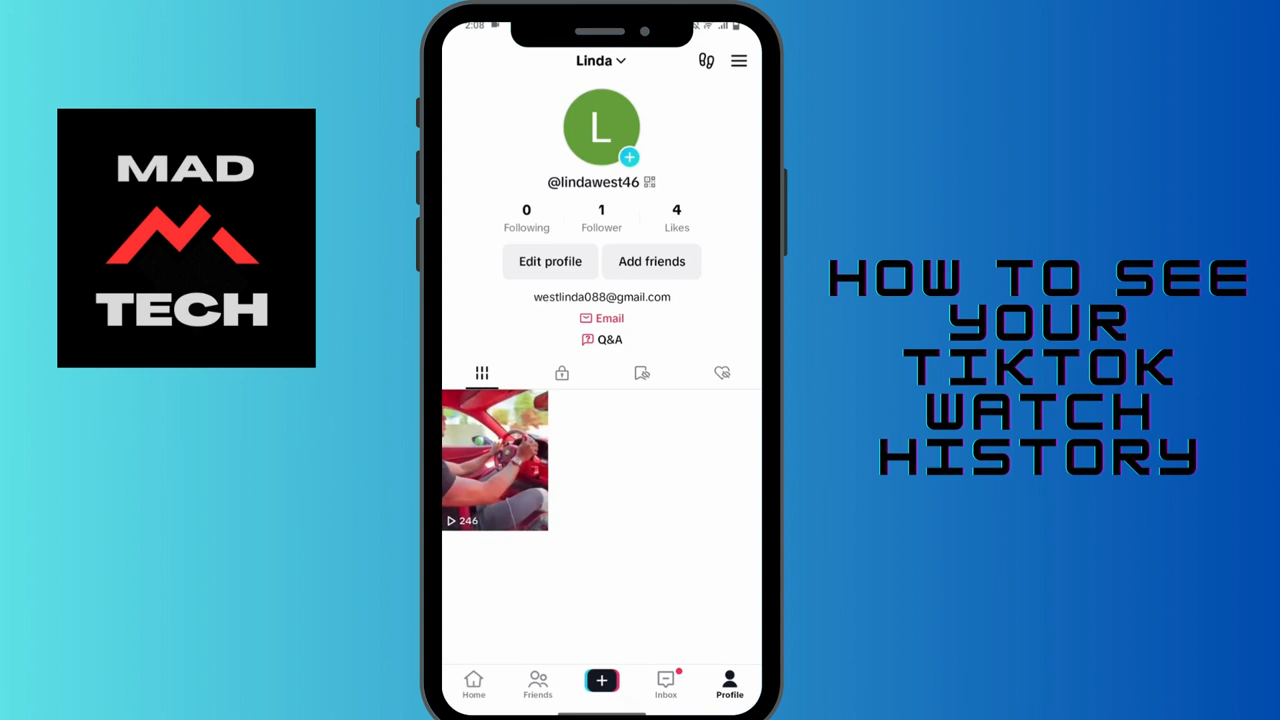 MAD
TECH
2:08
Linda
L
@lindawest46
0 1 4
Following Follower Likes
Edit profile Add friends
westlinda088@gmail.com
Email
Q&A
246
Home Friends Inbox Profile
HOW TO SEE
YOUR
TIKTOK
WATCH
HISTORY